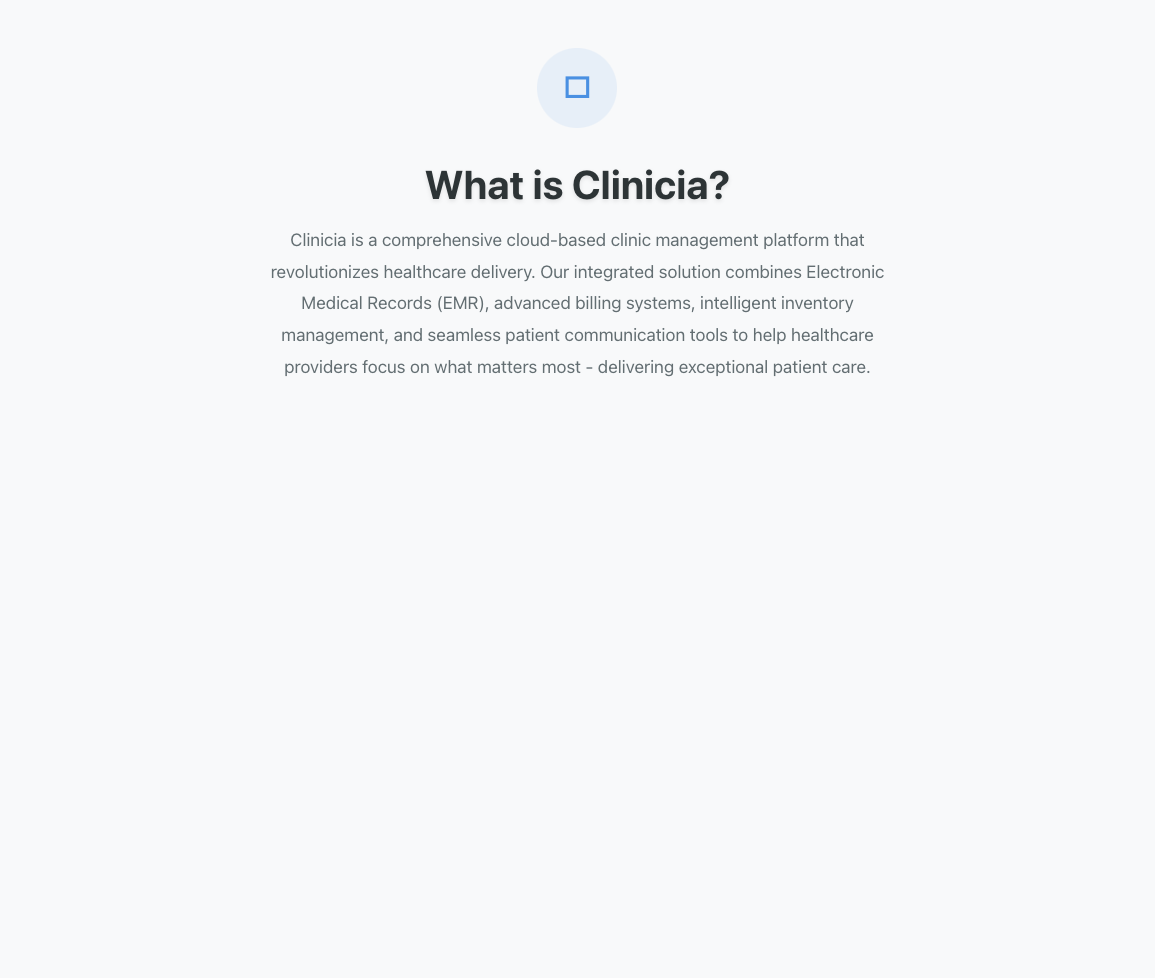 What is Clinicia?
Clinicia is a comprehensive cloud-based clinic management platform that
revolutionizes healthcare delivery. Our integrated solution combines Electronic
Medical Records (EMR), advanced billing systems, intelligent inventory
management, and seamless patient communication tools to help healthcare
providers focus on what matters most - delivering exceptional patient care.